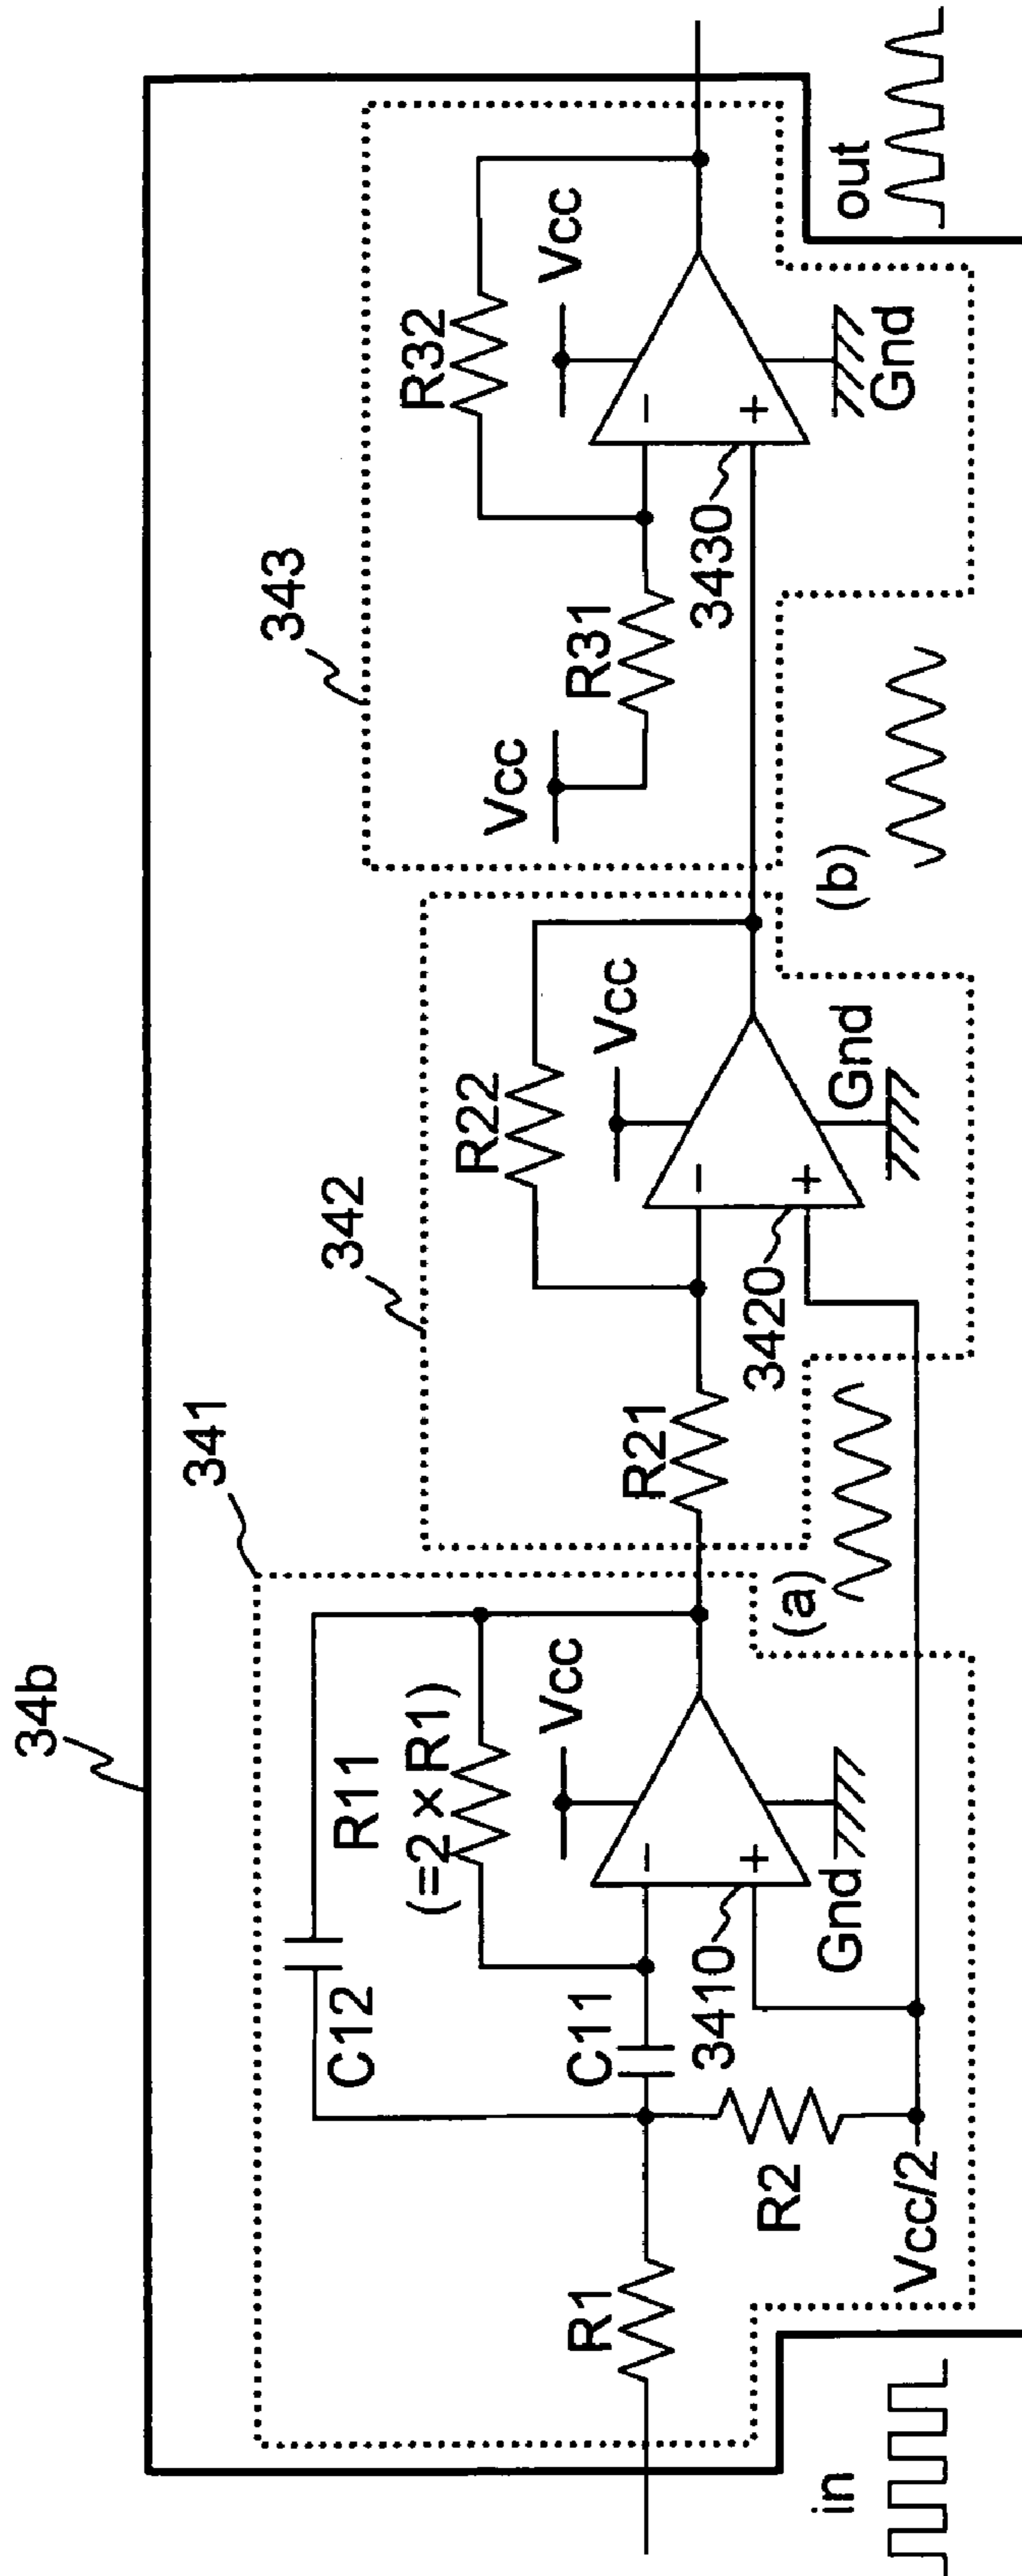 34b
341
342
343
R11
(=2×R1)
C12
C11
R1
R2
Vcc
3410
Gnd
Vcc/2
−
+
in
(a)
R21
R22
Vcc
3420
Gnd
−
+
(b)
Vcc
R31
R32
Vcc
3430
Gnd
−
+
out